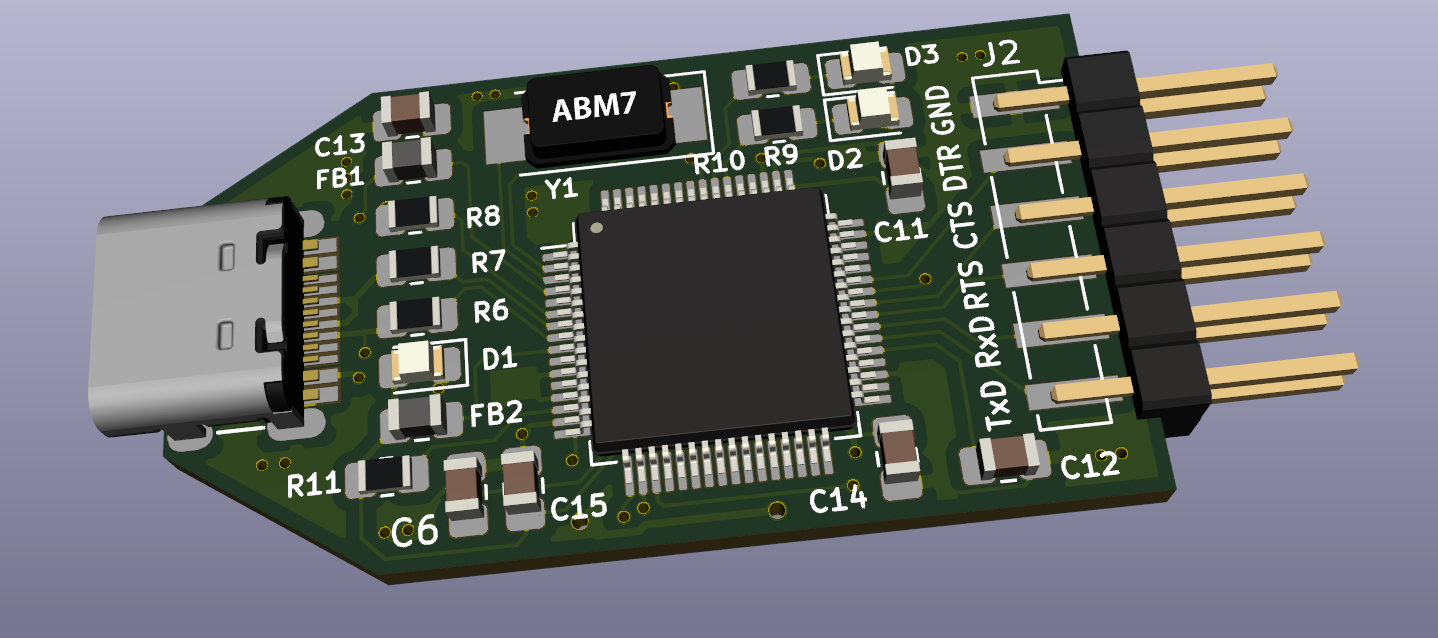 D3
J2
ABM7
GND
C13
FB1
R10
R9
D2
DTR
Y1
R8
C11
CTS
R7
R6
RTS
D1
RxD
FB2
TxD
R11
C6
C15
C14
C12